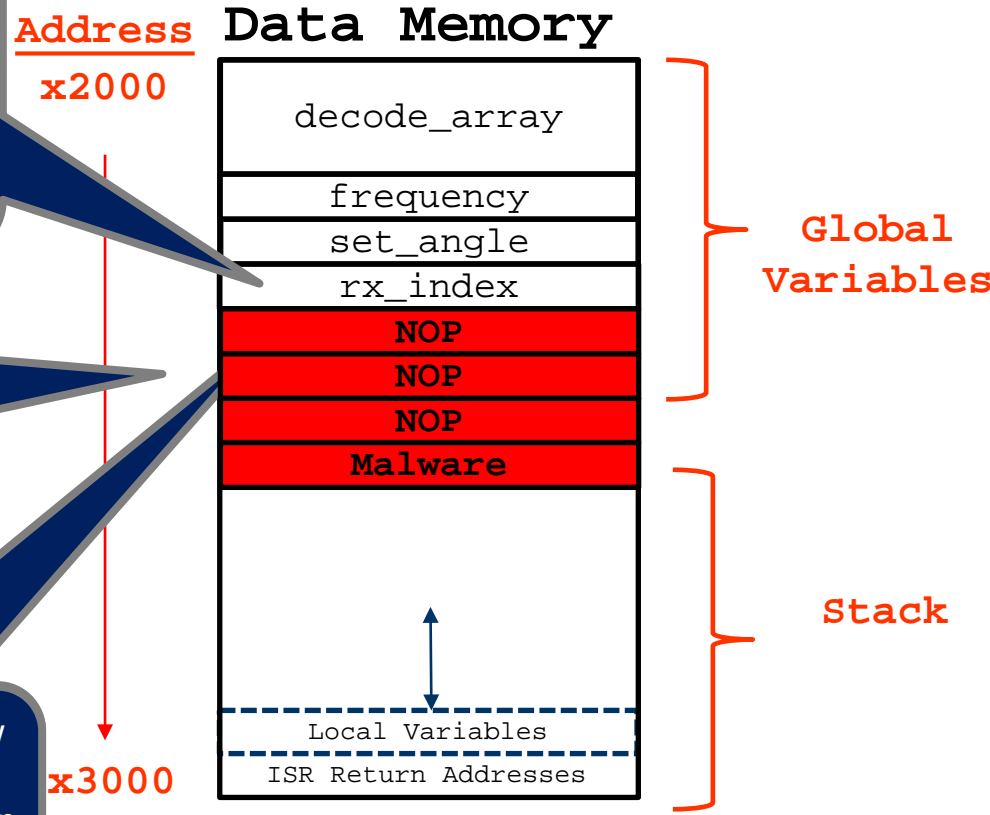 Address
Data Memory
x2000
decode_array
frequency
set_angle
rx_index
NOP
NOP
NOP
Malware
Global
Variables
Stack
Local Variables
ISR Return Addresses
x3000